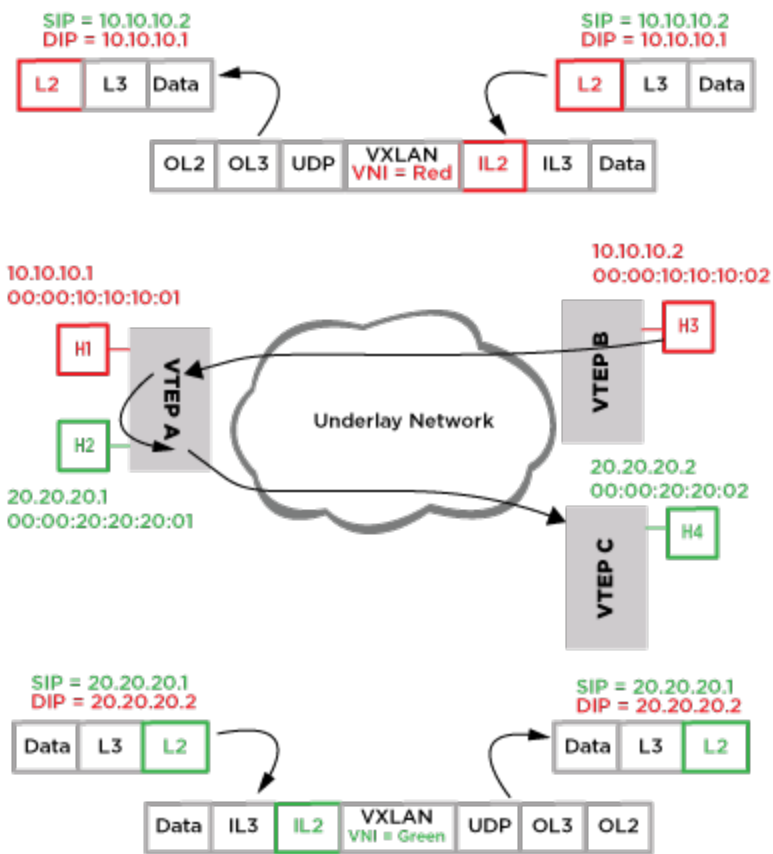 SIP = 10.10.10.2
DIP = 10.10.10.1
L2 L3 Data
SIP = 10.10.10.2
DIP = 10.10.10.1
L2 L3 Data
OL2 OL3 UDP VXLAN VNI = Red IL2 IL3 Data
10.10.10.1
00:00:10:10:10:01
H1
VTEP A
H2
20.20.20.1
00:00:20:20:20:01
Underlay Network
10.10.10.2
00:00:10:10:10:02
H3
VTEP B
20.20.20.2
00:00:20:20:02
H4
VTEP C
SIP = 20.20.20.1
DIP = 20.20.20.2
Data L3 L2
SIP = 20.20.20.1
DIP = 20.20.20.2
Data L3 L2
Data IL3 IL2 VXLAN VNI = Green UDP OL3 OL2